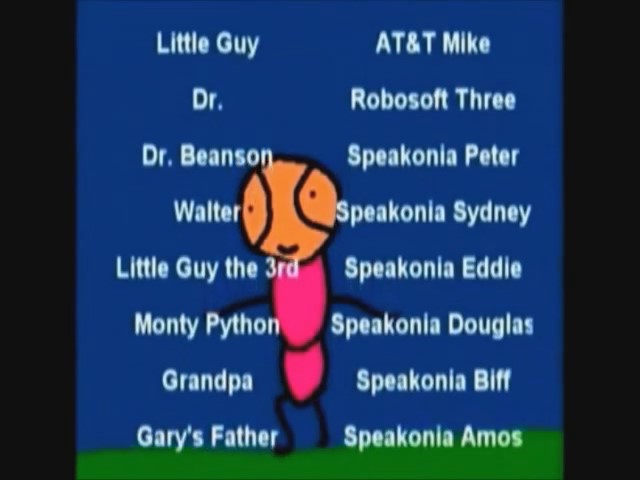 Little Guy AT&T Mike
Dr. Robosoft Three
Dr. Beanson Speakonia Peter
Walter Speakonia Sydney
Little Guy the 3rd Speakonia Eddie
Monty Python Speakonia Douglas
Grandpa Speakonia Biff
Gary's Father Speakonia Amos